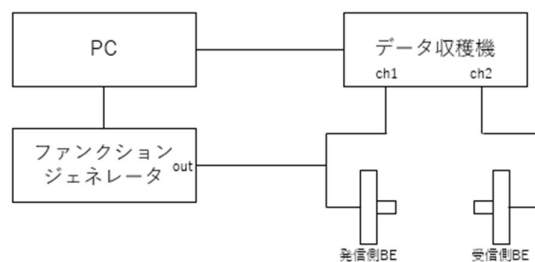 PC
データ収穫機
ch1
ch2
ファンクション
ジェネレータ
out
発信側BE
受信側BE